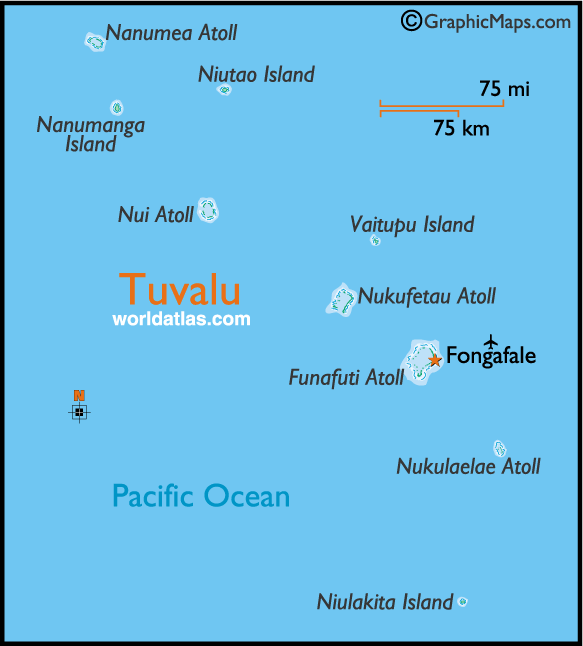 ©GraphicMaps.com
Nanumea Atoll
Niutao Island
75 mi
75 km
Nanumanga
Island
Nui Atoll
Vaitupu Island
Tuvalu
worldatlas.com
Nukufetau Atoll
Fongafale
Funafuti Atoll
N
Nukulaelae Atoll
Pacific Ocean
Niulakita Island